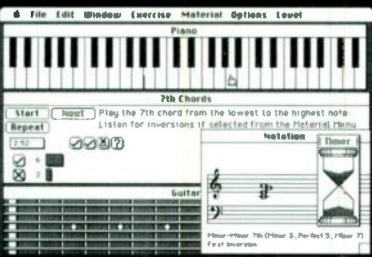 File Edit Window Exercise Material Options Level
Piano
7th Chords
Start Next Play the 7th chord from the lowest to the highest note
Repeat Listen for inversions if selected from the Material Menu
2:52
?
6
2
Notation
Timer
Guitar
Minor-Minor 7th (Minor 3, Perfect 5, Minor 7)
First Inversion